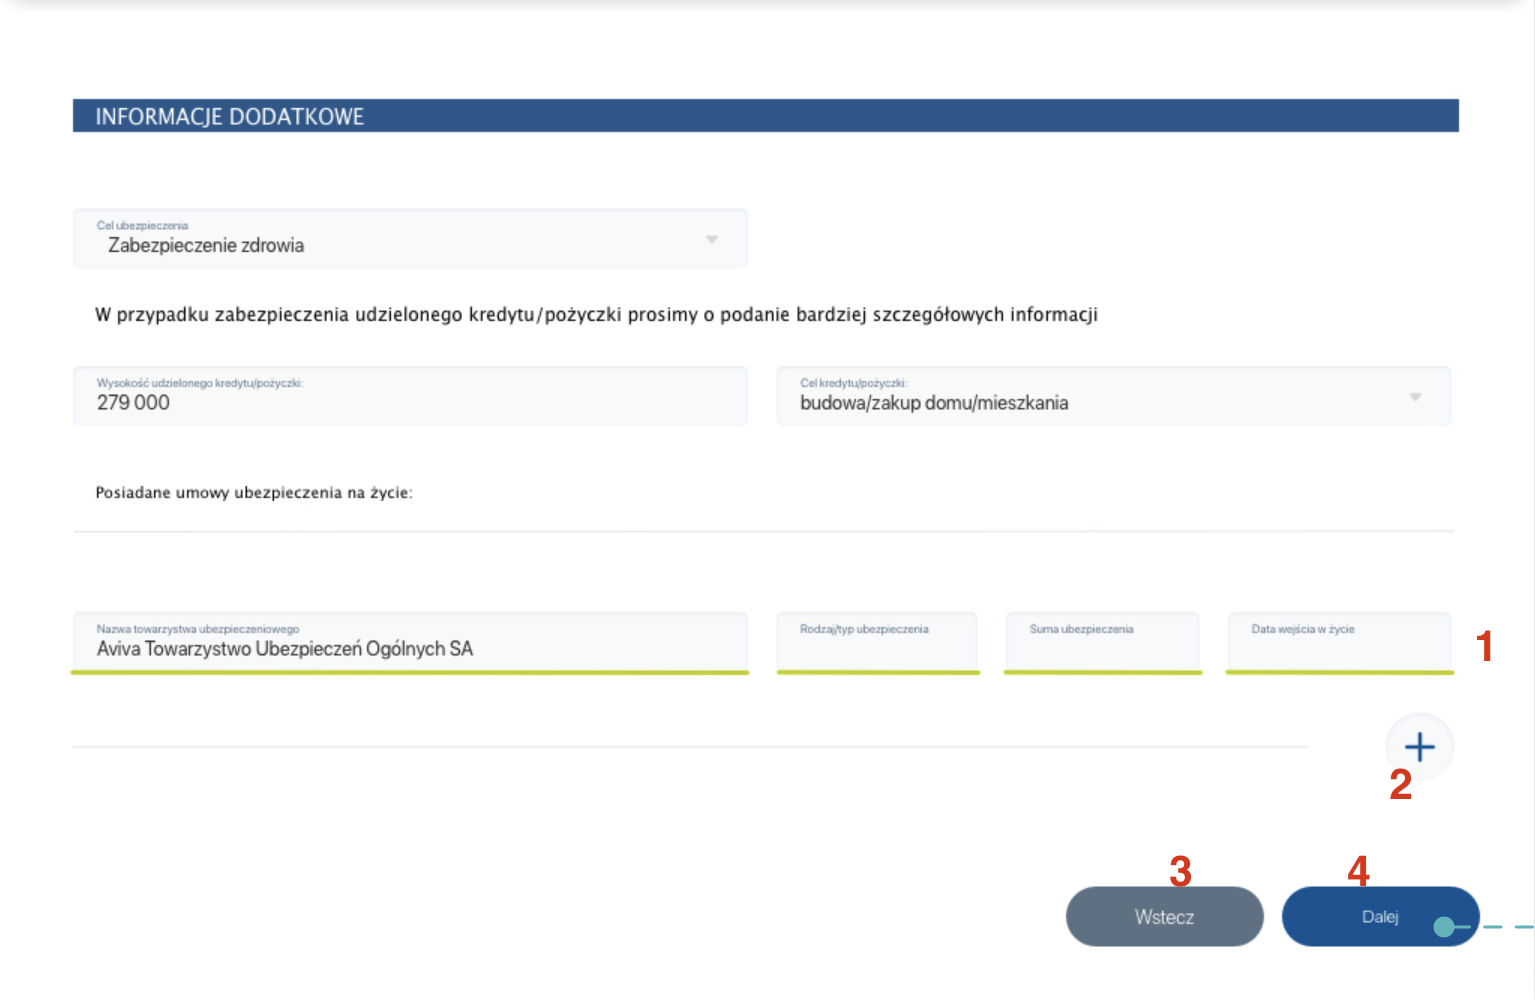 INFORMACJE DODATKOWE
Cel ubezpieczenia
Zabezpieczenie zdrowia
W przypadku zabezpieczenia udzielonego kredytu/pożyczki prosimy o podanie bardziej szczegółowych informacji
Wysokość udzielonego kredytu/pożyczki:
279 000
Cel kredytu/pożyczki:
budowa/zakup domu/mieszkania
Posiadane umowy ubezpieczenia na życie:
Nazwa towarzystwa ubezpieczeniowego
Aviva Towarzystwo Ubezpieczeń Ogólnych SA
Rodzaj/typ ubezpieczenia
Suma ubezpieczenia
Data wejścia w życie
1
+
2
3
4
Wstecz
Dalej